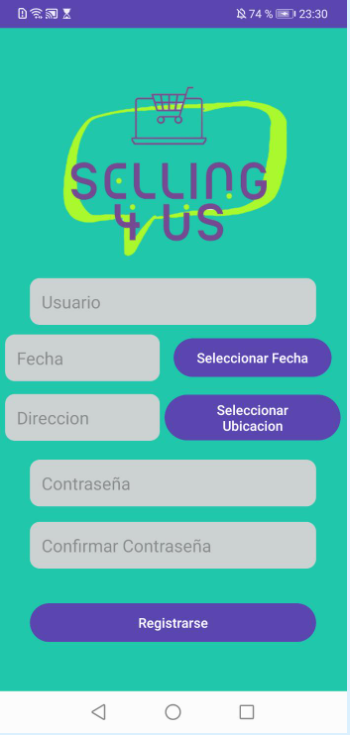 74 % 23:30
SELLING
4 US
Usuario
Fecha
Seleccionar Fecha
Direccion
Seleccionar
Ubicacion
Contraseña
Confirmar Contraseña
Registrarse